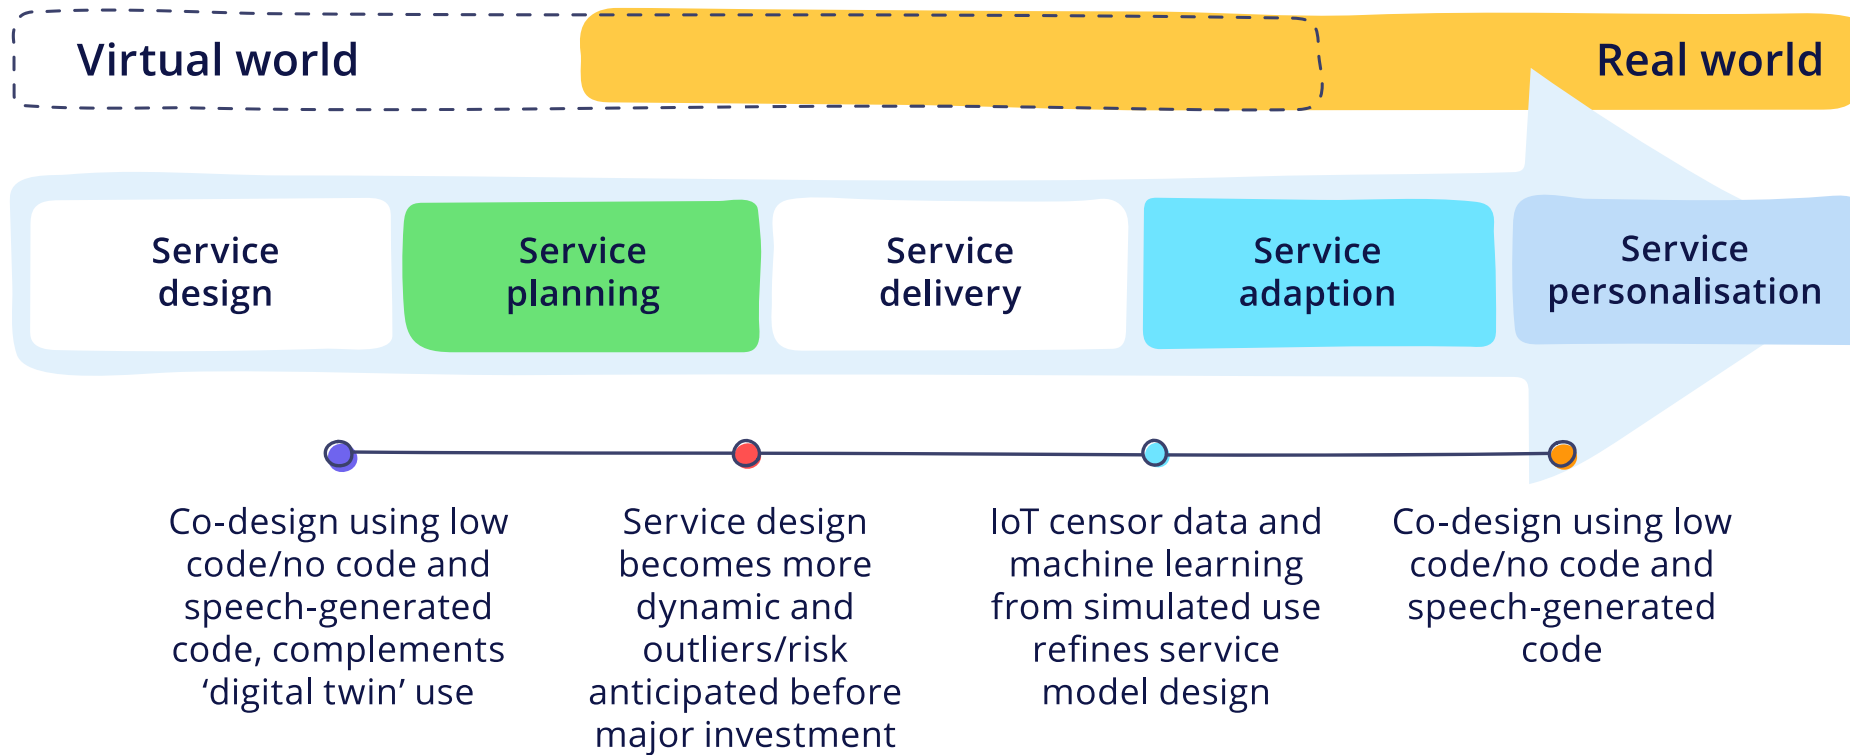 Virtual world
Real world
Service
design
Service
planning
Service
delivery
Service
adaption
Service
personalisation
Co-design using low
code/no code and
speech-generated
code, complements
‘digital twin’ use
Service design
becomes more
dynamic and
outliers/risk
anticipated before
major investment
IoT censor data and
machine learning
from simulated use
refines service
model design
Co-design using low
code/no code and
speech-generated
code